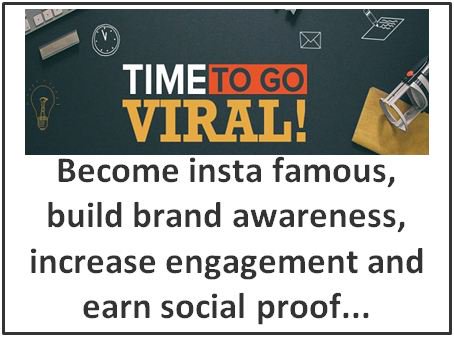 TIME TO GO
VIRAL!
Become insta famous,
build brand awareness,
increase engagement and
earn social proof...